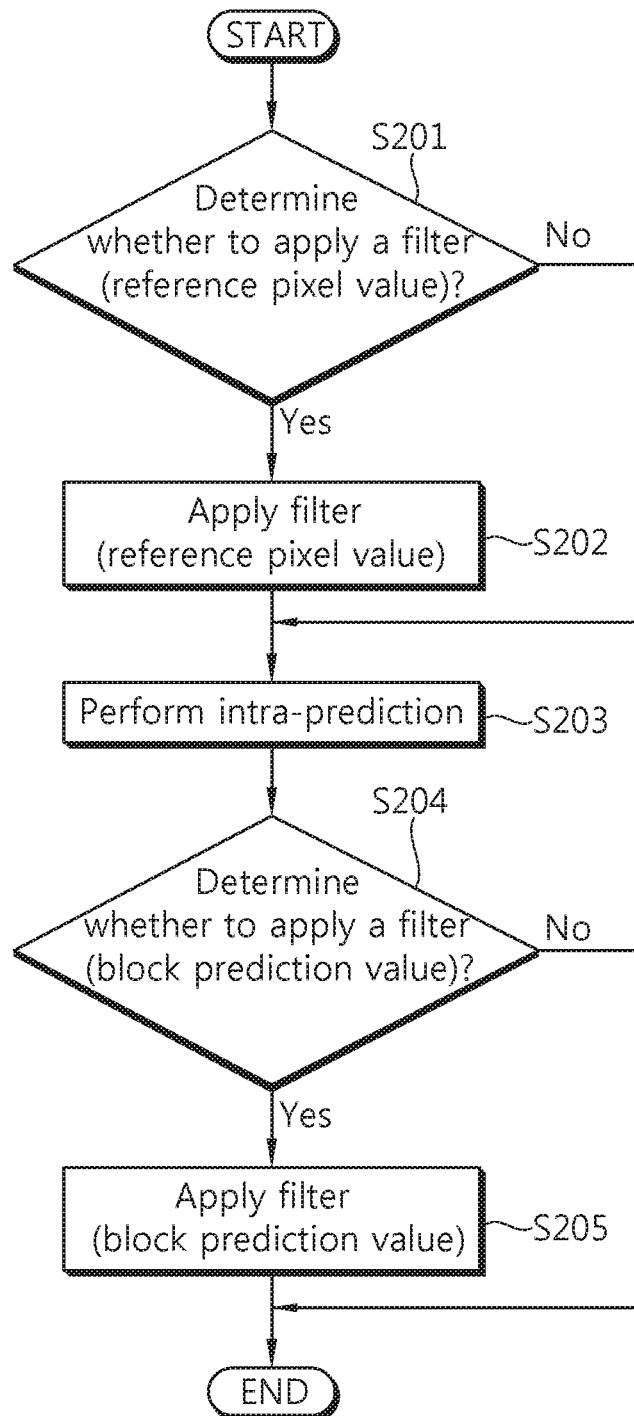 START
S201
Determine
whether to apply a filter
(reference pixel value)?
No
Yes
Apply filter
(reference pixel value)
S202
Perform intra-prediction
S203
S204
Determine
whether to apply a filter
(block prediction value)?
No
Yes
Apply filter
(block prediction value)
S205
END